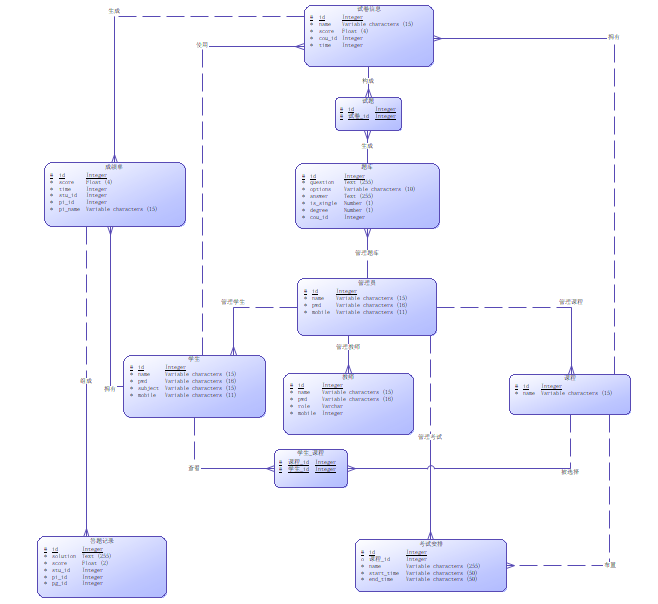 试卷信息
# id Integer
* name Variable characters (15)
* score Float (4)
* cou_id Integer
* time Integer
生成
使用
拥有
构成
试题
# id Integer
# 试卷_id Integer
生成
题库
# id Integer
* question Text (255)
* options Variable characters (10)
* answer Text (255)
* is_single Number (1)
* degree Number (1)
* cou_id Integer
成绩单
# id Integer
* score Float (4)
* time Integer
* stu_id Integer
* pi_id Integer
* pi_name Variable characters (15)
管理题库
管理员
# id Integer
* name Variable characters (15)
* pwd Variable characters (16)
* mobile Variable characters (11)
管理学生
管理课程
管理教师
学生
# id Integer
* name Variable characters (15)
* pwd Variable characters (16)
* subject Variable characters (15)
* mobile Variable characters (11)
教师
# id Integer
* name Variable characters (15)
* pwd Variable characters (16)
* role Varchar
* mobile Integer
课程
# id Integer
* name Variable characters (15)
组成
拥有
管理考试
学生_课程
# 课程_id Integer
# 学生_id Integer
查看
被选择
答题记录
# id Integer
* solution Text (255)
* score Float (2)
* stu_id Integer
* pi_id Integer
* pg_id Integer
考试安排
# id Integer
o 课程_id Integer
* name Variable characters (255)
* start_time Variable characters (50)
* end_time Variable characters (50)
布置